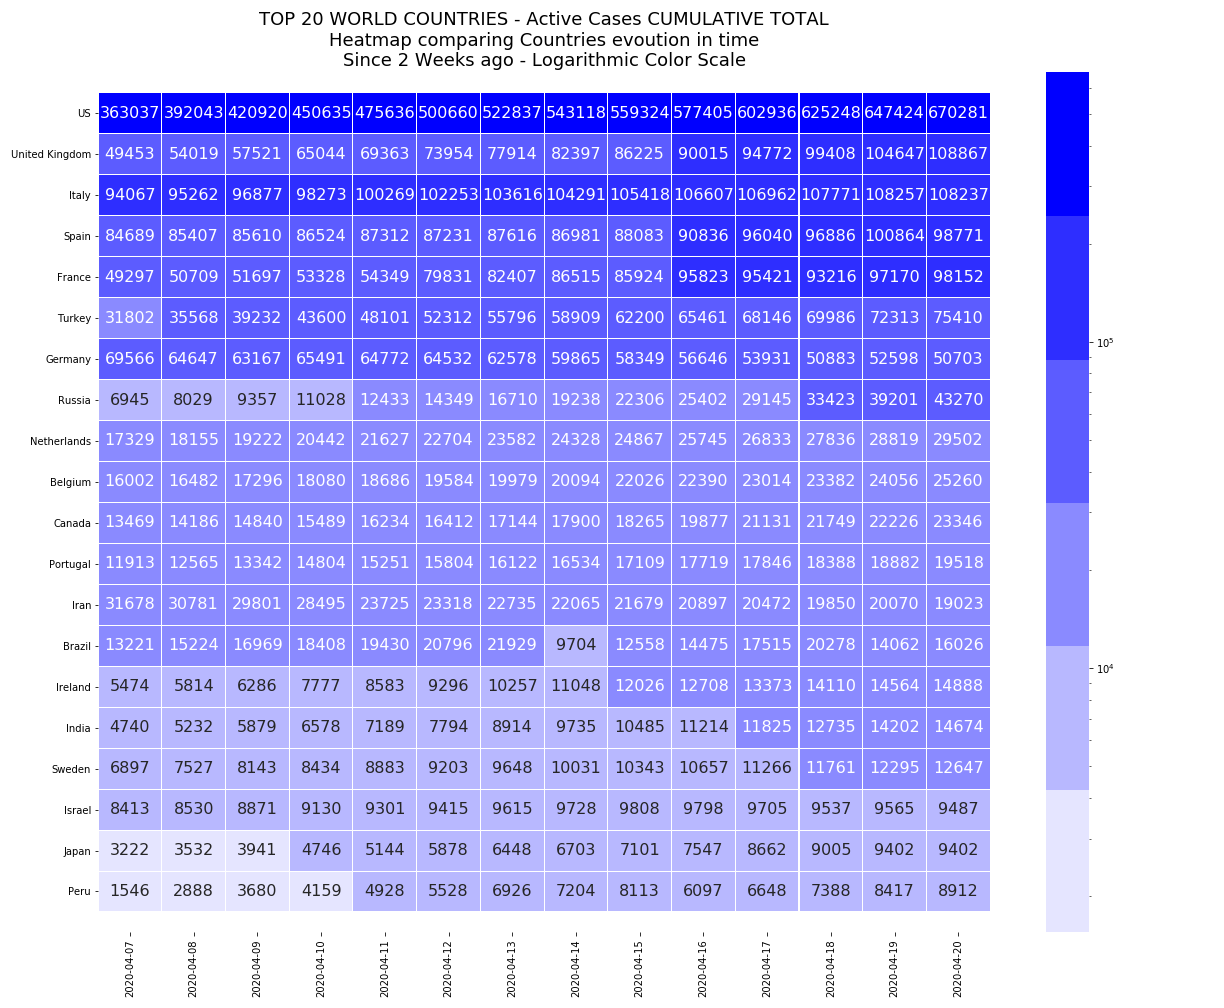 TOP 20 WORLD COUNTRIES - Active Cases CUMULATIVE TOTAL
Heatmap comparing Countries evoution in time
Since 2 Weeks ago - Logarithmic Color Scale
US 363037 392043 420920 450635 475636 500660 522837 543118 559324 577405 602936 625248 647424 670281
United Kingdom 49453 54019 57521 65044 69363 73954 77914 82397 86225 90015 94772 99408 104647 108867
Italy 94067 95262 96877 98273 100269 102253 103616 104291 105418 106607 106962 107771 108257 108237
Spain 84689 85407 85610 86524 87312 87231 87616 86981 88083 90836 96040 96886 100864 98771
France 49297 50709 51697 53328 54349 79831 82407 86515 85924 95823 95421 93216 97170 98152
10⁵
Turkey 31802 35568 39232 43600 48101 52312 55796 58909 62200 65461 68146 69986 72313 75410
Germany 69566 64647 63167 65491 64772 64532 62578 59865 58349 56646 53931 50883 52598 50703
Russia 6945 8029 9357 11028 12433 14349 16710 19238 22306 25402 29145 33423 39201 43270
Netherlands 17329 18155 19222 20442 21627 22704 23582 24328 24867 25745 26833 27836 28819 29502
Belgium 16002 16482 17296 18080 18686 19584 19979 20094 22026 22390 23014 23382 24056 25260
Canada 13469 14186 14840 15489 16234 16412 17144 17900 18265 19877 21131 21749 22226 23346
Portugal 11913 12565 13342 14804 15251 15804 16122 16534 17109 17719 17846 18388 18882 19518
Iran 31678 30781 29801 28495 23725 23318 22735 22065 21679 20897 20472 19850 20070 19023
Brazil 13221 15224 16969 18408 19430 20796 21929 9704 12558 14475 17515 20278 14062 16026
10⁴
Ireland 5474 5814 6286 7777 8583 9296 10257 11048 12026 12708 13373 14110 14564 14888
India 4740 5232 5879 6578 7189 7794 8914 9735 10485 11214 11825 12735 14202 14674
Sweden 6897 7527 8143 8434 8883 9203 9648 10031 10343 10657 11266 11761 12295 12647
Israel 8413 8530 8871 9130 9301 9415 9615 9728 9808 9798 9705 9537 9565 9487
Japan 3222 3532 3941 4746 5144 5878 6448 6703 7101 7547 8662 9005 9402 9402
Peru 1546 2888 3680 4159 4928 5528 6926 7204 8113 6097 6648 7388 8417 8912
2020-04-07 2020-04-08 2020-04-09 2020-04-10 2020-04-11 2020-04-12 2020-04-13 2020-04-14 2020-04-15 2020-04-16 2020-04-17 2020-04-18 2020-04-19 2020-04-20